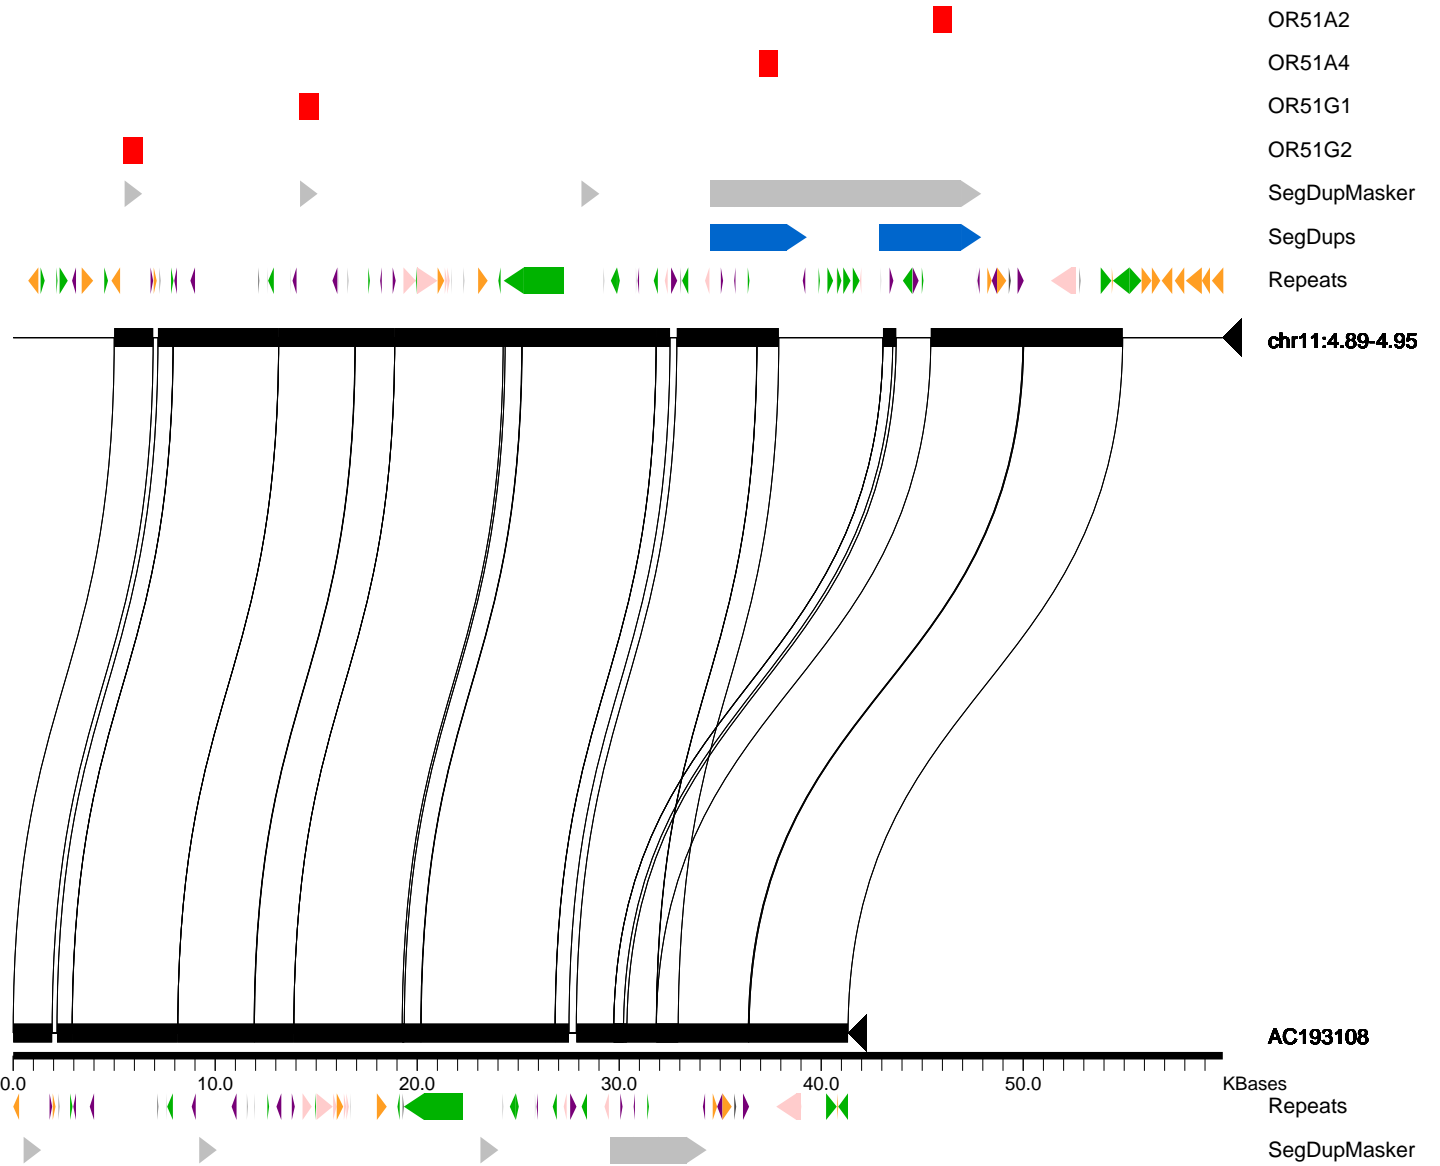 OR51A2
OR51A4
OR51G1
OR51G2
SegDupMasker
SegDups
Repeats
chr11:4.89-4.95
AC193108
0.0 10.0 20.0 30.0 40.0 50.0 KBases
Repeats
SegDupMasker